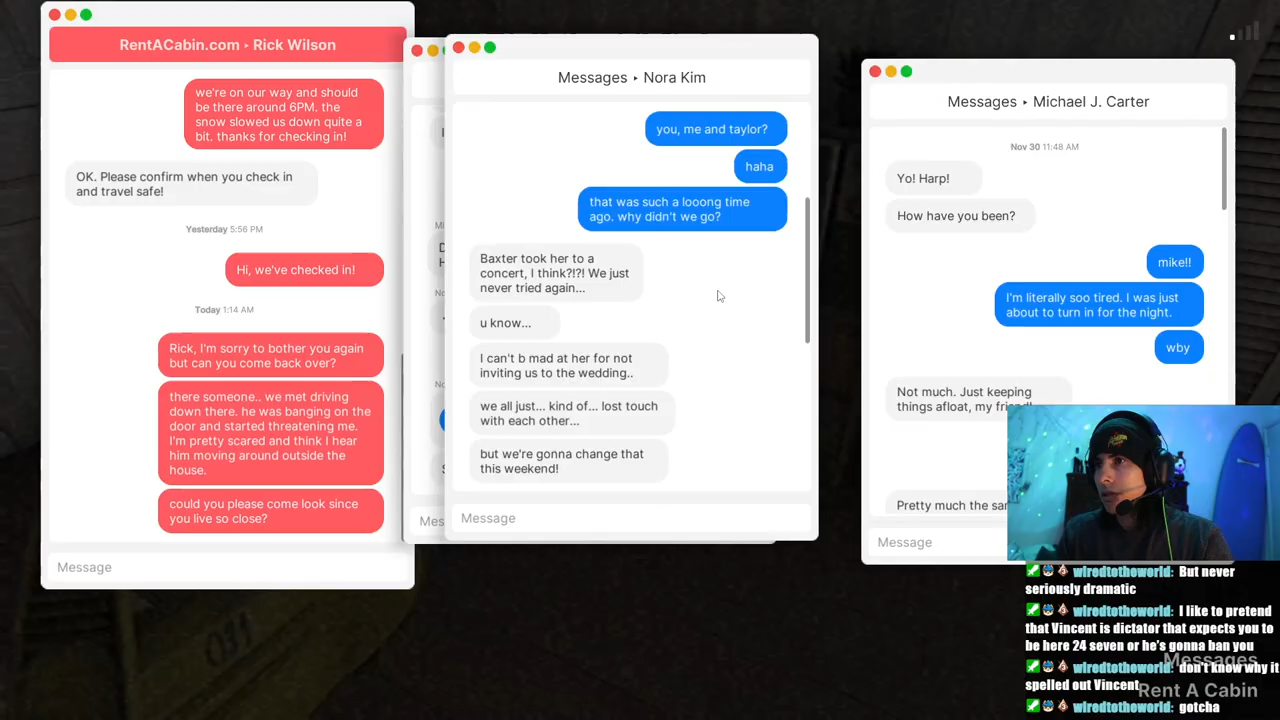 RentACabin.com ▸ Rick Wilson
we're on our way and should
be there around 6PM. the
snow slowed us down quite a
bit. thanks for checking in!
OK. Please confirm when you check in
and travel safe!
Yesterday 5:56 PM
Hi, we've checked in!
Today 1:14 AM
Rick, I'm sorry to bother you again
but can you come back over?
there someone.. we met driving
down there. he was banging on the
door and started threatening me.
I'm pretty scared and think I hear
him moving around outside the
house.
could you please come look since
you live so close?
Message
Mes
Messages ▸ Nora Kim
you, me and taylor?
haha
that was such a looong time
ago. why didn't we go?
Baxter took her to a
concert, I think?!?! We just
never tried again...
u know...
I can't b mad at her for not
inviting us to the wedding..
we all just... kind of... lost touch
with each other...
but we're gonna change that
this weekend!
Message
Messages ▸ Michael J. Carter
Nov 30 11:48 AM
Yo! Harp!
How have you been?
mike!!
I'm literally soo tired. I was just
about to turn in for the night.
wby
Not much. Just keeping
things afloat, my friend!
Pretty much the sam
Message
w1redtotheworld: But never
seriously dramatic
w1redtotheworld: I like to pretend
that Vincent is dictator that expects you to
be here 24 seven or he's gonna ban you
w1redtotheworld: don't know why it
spelled out Vincent
w1redtotheworld: gotcha
Messages
Rent A Cabin